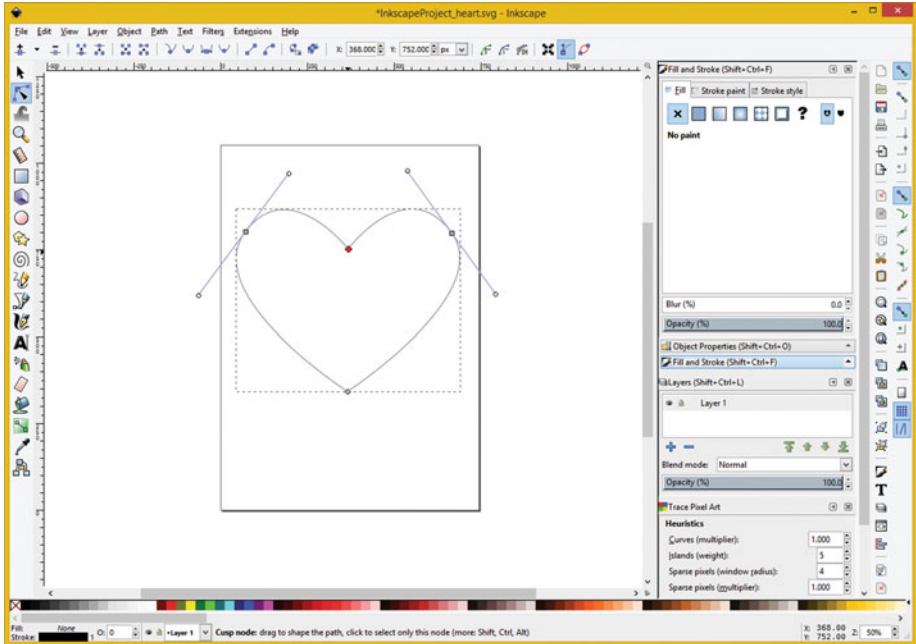 *InkscapeProject_heart.svg - Inkscape
File Edit View Layer Object Path Text Filters Extensions Help
X: 368.00C Y: 752.00C px
Fill and Stroke (Shift+Ctrl+F)
Fill Stroke paint Stroke style
?
No paint
Blur (%) 0.0
Opacity (%) 100.0
Object Properties (Shift+Ctrl+O)
Fill and Stroke (Shift+Ctrl+F)
Layers (Shift+Ctrl+L)
Layer 1
Blend mode: Normal
Opacity (%) 100.0
Trace Pixel Art
Heuristics
Curves (multiplier): 1.000
Islands (weight): 5
Sparse pixels (window radius): 4
Sparse pixels (multiplier): 1.000
Fill: None
Stroke: 1 O: 0 •Layer 1 Cusp node: drag to shape the path, click to select only this node (more: Shift, Ctrl, Alt) X: 368.00 Y: 752.00 Z: 50%